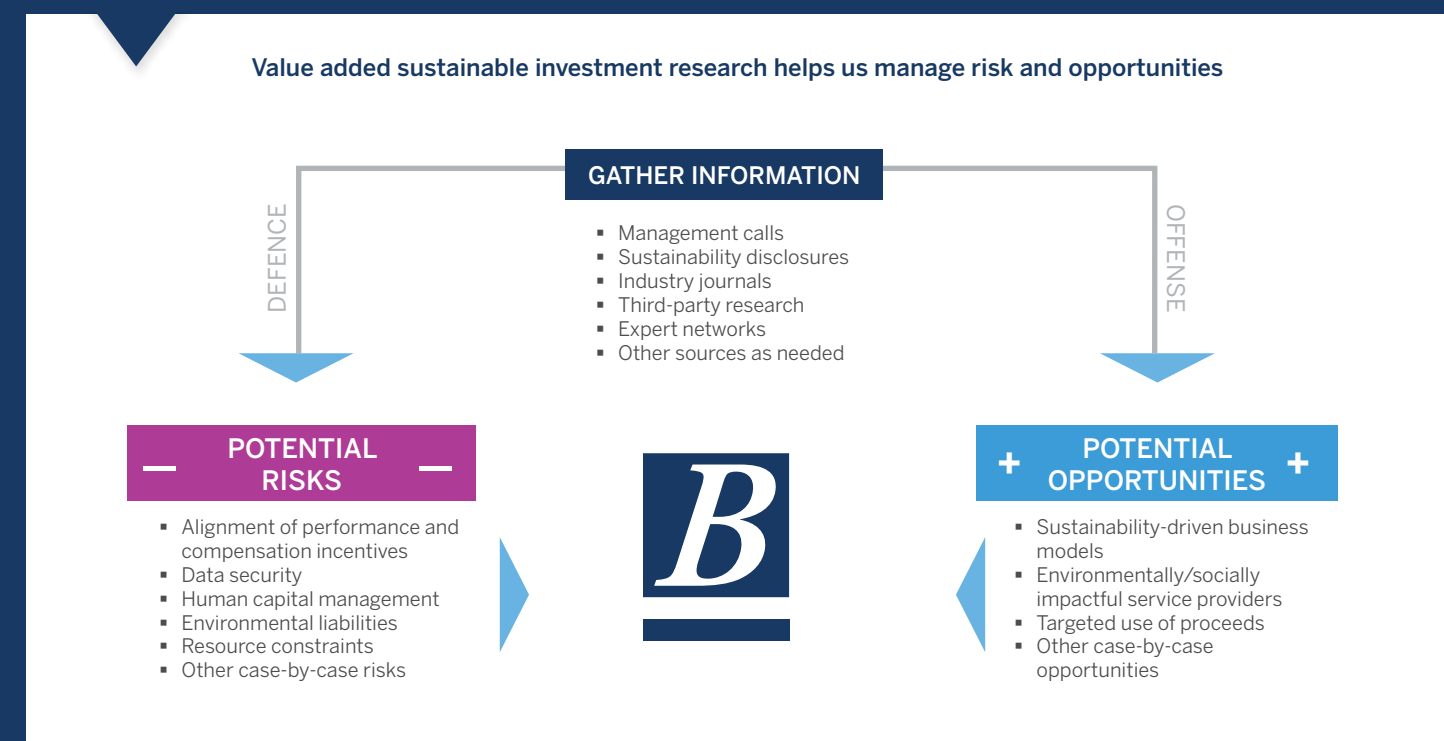 Value added sustainable investment research helps us manage risk and opportunities
GATHER INFORMATION
▪ Management calls
▪ Sustainability disclosures
▪ Industry journals
▪ Third-party research
▪ Expert networks
▪ Other sources as needed
DEFENCE
OFFENSE
— POTENTIAL —
RISKS
▪ Alignment of performance and
compensation incentives
▪ Data security
▪ Human capital management
▪ Environmental liabilities
▪ Resource constraints
▪ Other case-by-case risks
B
+ POTENTIAL +
OPPORTUNITIES
▪ Sustainability-driven business
models
▪ Environmentally/socially
impactful service providers
▪ Targeted use of proceeds
▪ Other case-by-case
opportunities